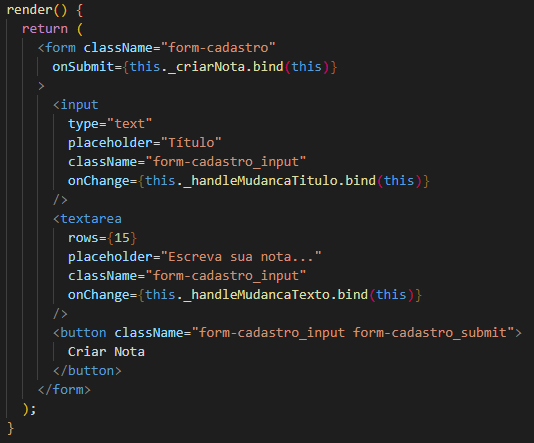 render() {
return (
<form className="form-cadastro"
onSubmit={this._criarNota.bind(this)}
>
<input
type="text"
placeholder="Título"
className="form-cadastro_input"
onChange={this._handleMudancaTitulo.bind(this)}
/>
<textarea
rows={15}
placeholder="Escreva sua nota..."
className="form-cadastro_input"
onChange={this._handleMudancaTexto.bind(this)}
/>
<button className="form-cadastro_input form-cadastro_submit">
Criar Nota
</button>
</form>
);
}